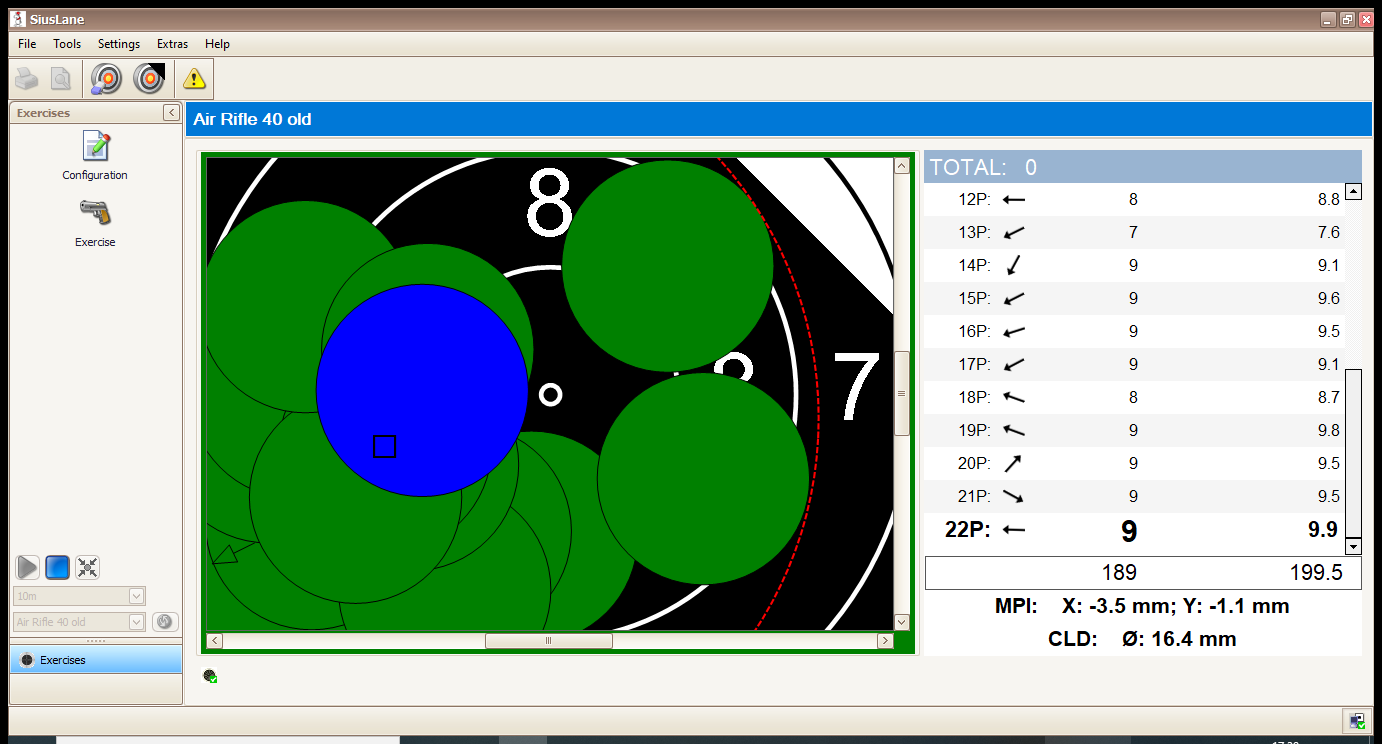 SiusLane
File Tools Settings Extras Help
Exercises
Configuration
Exercise
10m
Air Rifle 40 old
Exercises
Air Rifle 40 old
8
7
TOTAL: 0
12P: 8 8.8
13P: 7 7.6
14P: 9 9.1
15P: 9 9.6
16P: 9 9.5
17P: 9 9.1
18P: 8 8.7
19P: 9 9.8
20P: 9 9.5
21P: 9 9.5
22P: 9 9.9
189 199.5
MPI: X: -3.5 mm; Y: -1.1 mm
CLD: Ø: 16.4 mm